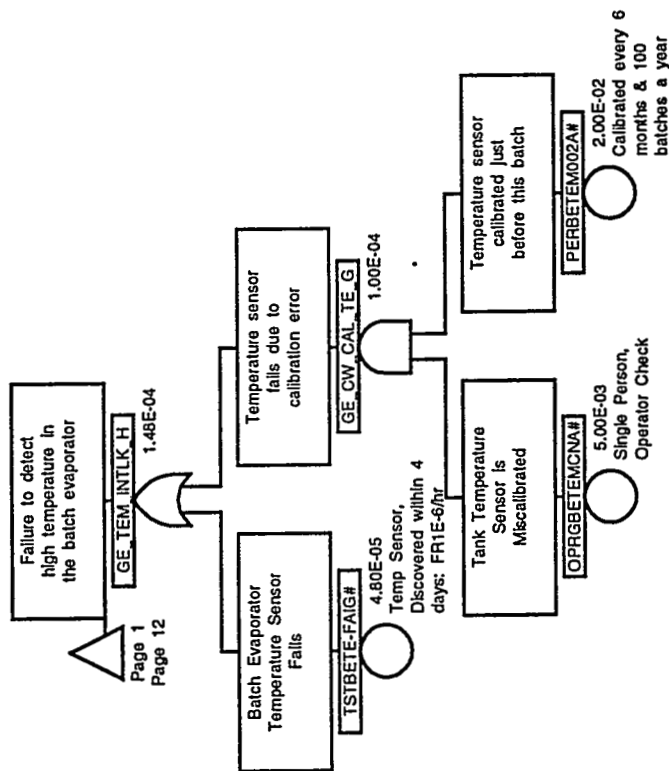 Failure to detect
high temperature in
the batch evaporator
GE_TEM_INTLK_H
1.48E-04
Page 1
Page 12
Batch Evaporator
Temperature Sensor
Fails
TSTBETE-FAIG#
4.80E-05
Temp Sensor,
Discovered within 4
days: FR1E-6/hr
Temperature sensor
fails due to
calibration error
GE_CW_CAL_TE_G
1.00E-04
Tank Temperature
Sensor is
Miscalibrated
OPRGBETEMCNA#
5.00E-03
Single Person,
Operator Check
Temperature sensor
calibrated just
before this batch
PERBETEM002A#
2.00E-02
Calibrated every 6
months & 100
batches a year